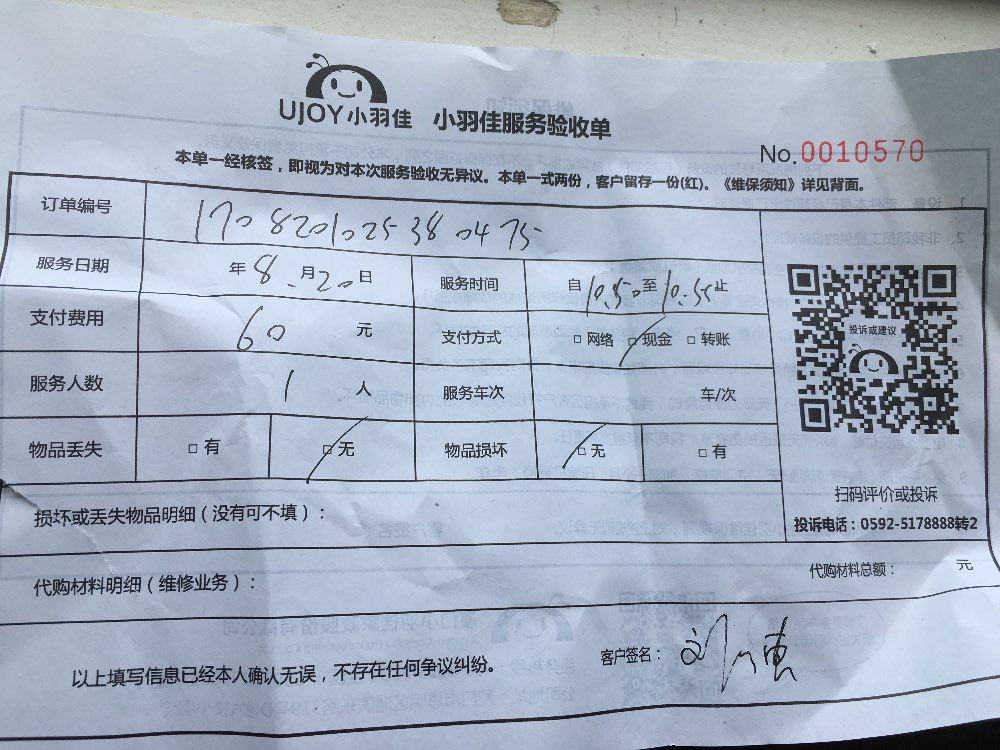 UJOY小羽佳 小羽佳服务验收单
No.0010570
本单一经核签，即视为对本次服务验收无异议。本单一式两份，客户留存一份(红)。《维保须知》详见背面。
订单编号 1708201025380475
服务日期 年8月20日 服务时间 自10.50至10.55止
支付费用 60 元 支付方式 □网络 □现金 □转账
投诉或建议
服务人数 1 人 服务车次 车/次
物品丢失 □有 □无 物品损坏 □无 □有
扫码评价或投诉
损坏或丢失物品明细（没有可不填）：
投诉电话：0592-5178888转2
代购材料明细（维修业务）：
代购材料总额： 元
以上填写信息已经本人确认无误，不存在任何争议纠纷。 客户签名：